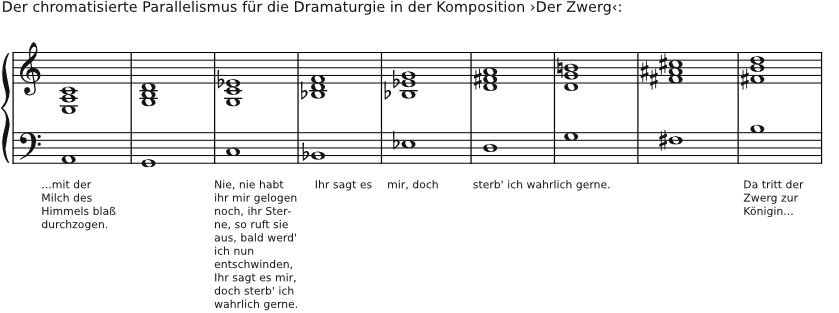 Der chromatisierte Parallelismus für die Dramaturgie in der Komposition ›Der Zwerg‹:
...mit der
Milch des
Himmels blaß
durchzogen.
Nie, nie habt
ihr mir gelogen
noch, ihr Ster-
ne, so ruft sie
aus, bald werd'
ich nun
entschwinden,
Ihr sagt es mir,
doch sterb' ich
wahrlich gerne.
Ihr sagt es
mir, doch
sterb' ich wahrlich gerne.
Da tritt der
Zwerg zur
Königin...